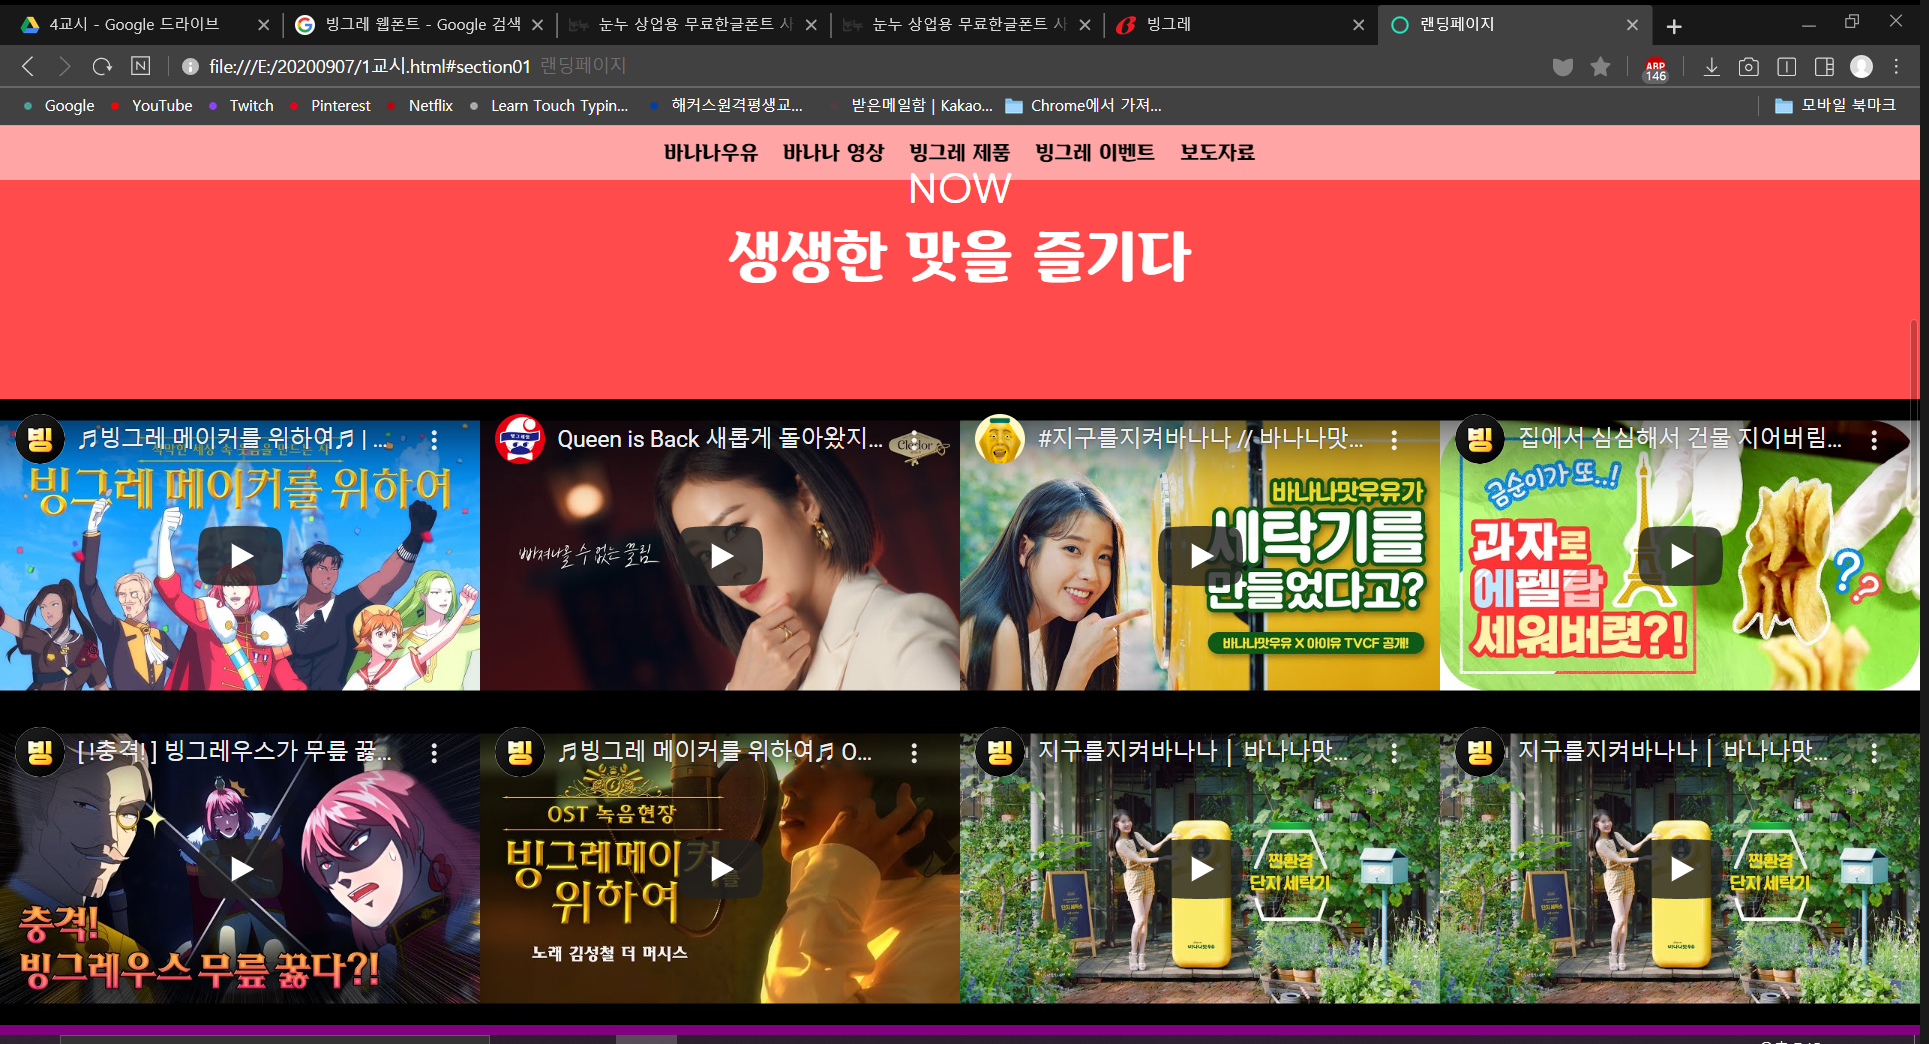 4교시 - Google 드라이브
빙그레 웹폰트 - Google 검색
눈누 상업용 무료한글폰트 사
눈누 상업용 무료한글폰트 사
빙그레
랜딩페이지
file:///E:/20200907/1교시.html#section01 랜딩페이지
ABP
146
Google YouTube Twitch Pinterest Netflix Learn Touch Typin... 해커스원격평생교... 받은메일함 | Kakao... Chrome에서 가져... 모바일 북마크
바나나우유 바나나 영상 빙그레 제품 빙그레 이벤트 보도자료
NOW
생생한 맛을 즐기다
빙
♬빙그레 메이커를 위하여♬ | ...
빙그레 메이커를 위하여
Queen is Back 새롭게 돌아왔지...
Cledor
빠져나올 수 없는 끌림
#지구를지켜바나나 // 바나나맛...
바나나맛우유가
세탁기를
만들었다고?
바나나맛우유 X 아이유 TVCF 공개!
빙
집에서 심심해서 건물 지어버림...
금순이가 또..!
과자로
에펠탑
세워버렷?!
??
빙
[ !충격! ] 빙그레우스가 무릎 꿇...
충격!
빙그레우스 무릎 꿇다?!
빙
♬빙그레 메이커를 위하여♬ O...
OST 녹음현장
빙그레메이커를
위하여
노래 김성철 더 머시스
빙
지구를지켜바나나 | 바나나맛...
찐환경
단지세탁기
바나나맛우유
빙
지구를지켜바나나 | 바나나맛...
찐환경
단지세탁기
바나나맛우유